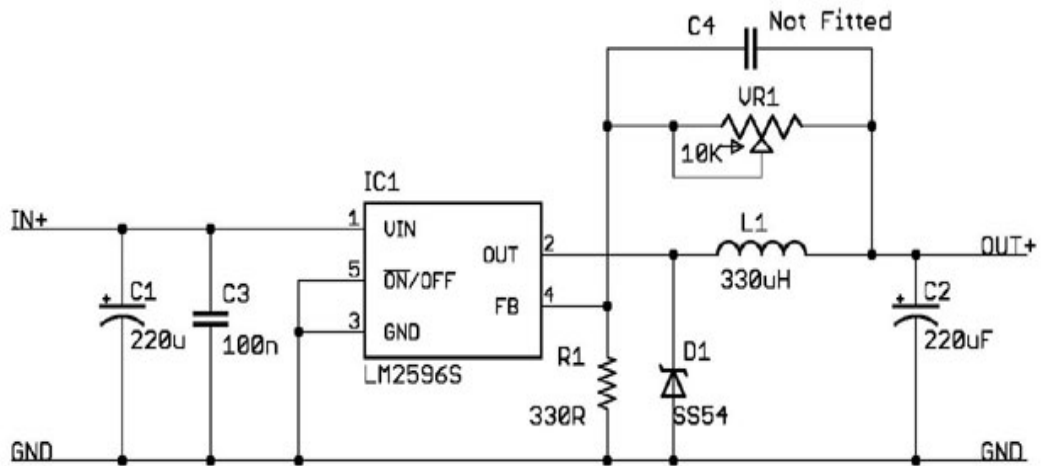 C4 Not Fitted
VR1
10K
IC1
IN+
1 VIN
OUT 2
5 ON/OFF
FB 4
3 GND
LM2596S
C1
220u
C3
100n
L1
330uH
OUT+
C2
220uF
R1
330R
D1
SS54
GND
GND